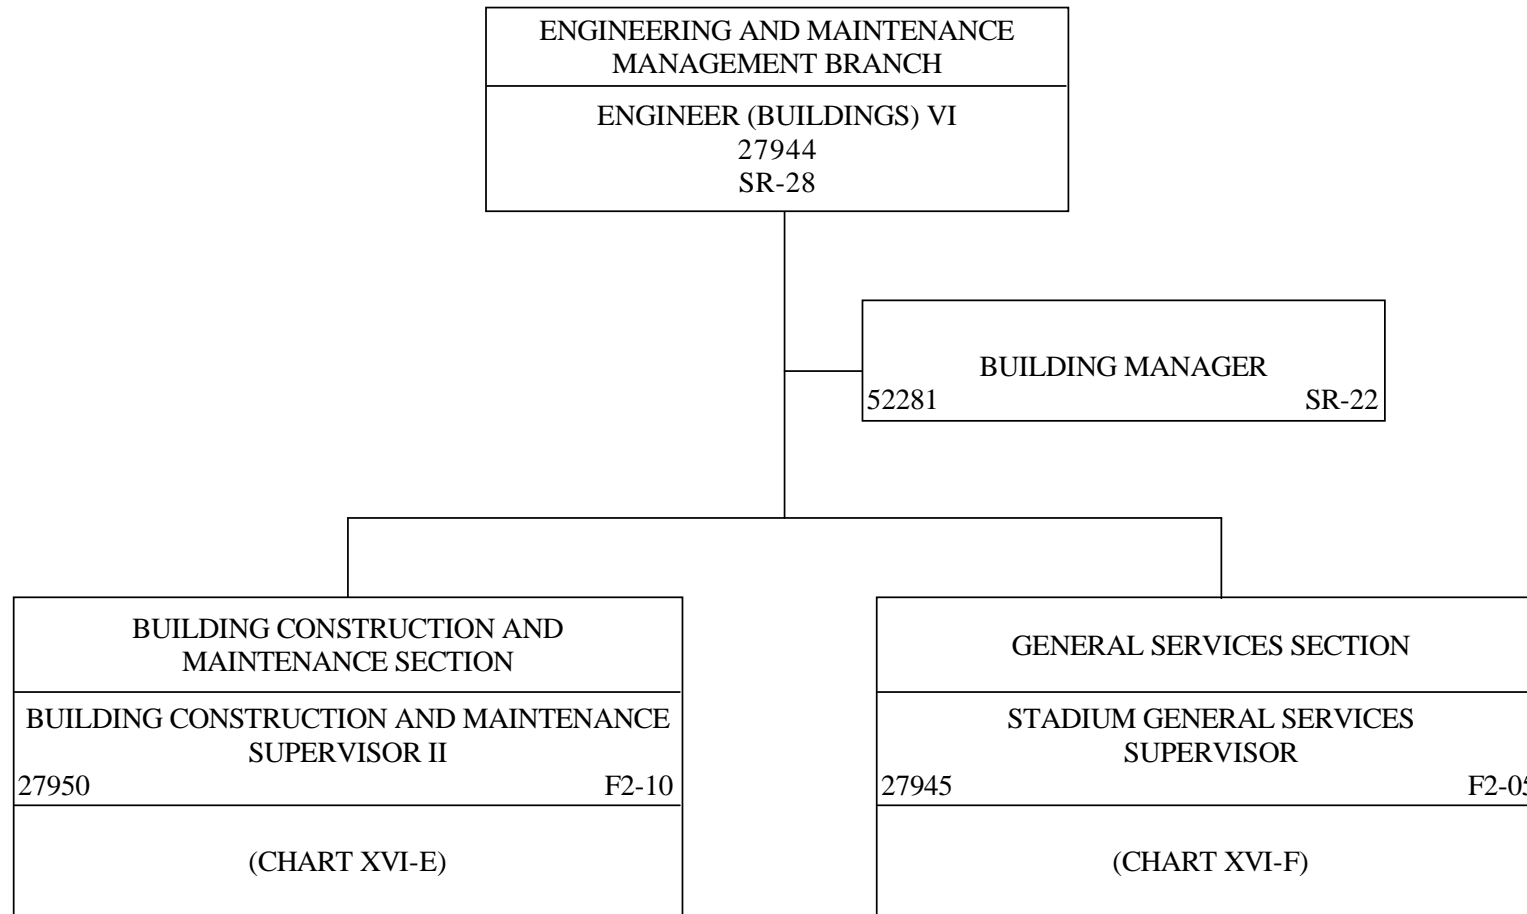 ENGINEERING AND MAINTENANCE
MANAGEMENT BRANCH
ENGINEER (BUILDINGS) VI
27944
SR-28
BUILDING MANAGER
52281 SR-22
BUILDING CONSTRUCTION AND
MAINTENANCE SECTION
BUILDING CONSTRUCTION AND MAINTENANCE
SUPERVISOR II
27950 F2-10
(CHART XVI-E)
GENERAL SERVICES SECTION
STADIUM GENERAL SERVICES
SUPERVISOR
27945 F2-05
(CHART XVI-F)